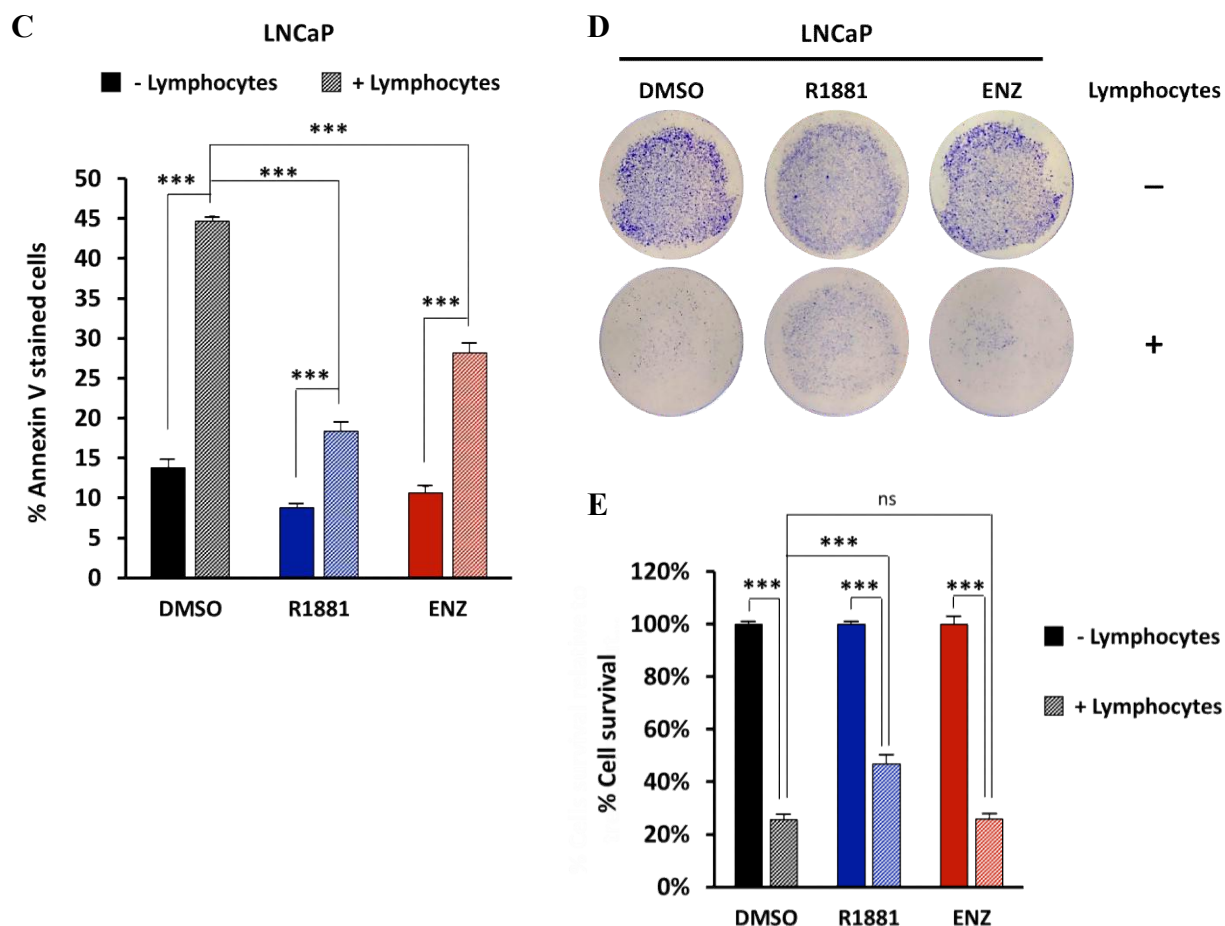 C
LNCaP
- Lymphocytes + Lymphocytes
***
***
***
***
***
% Annexin V stained cells
50
45
40
35
30
25
20
15
10
5
0
DMSO R1881 ENZ
D
LNCaP
DMSO R1881 ENZ Lymphocytes
–
+
E
ns
***
*** *** ***
% Cell survival
120%
100%
80%
60%
40%
20%
0%
DMSO R1881 ENZ
- Lymphocytes
+ Lymphocytes